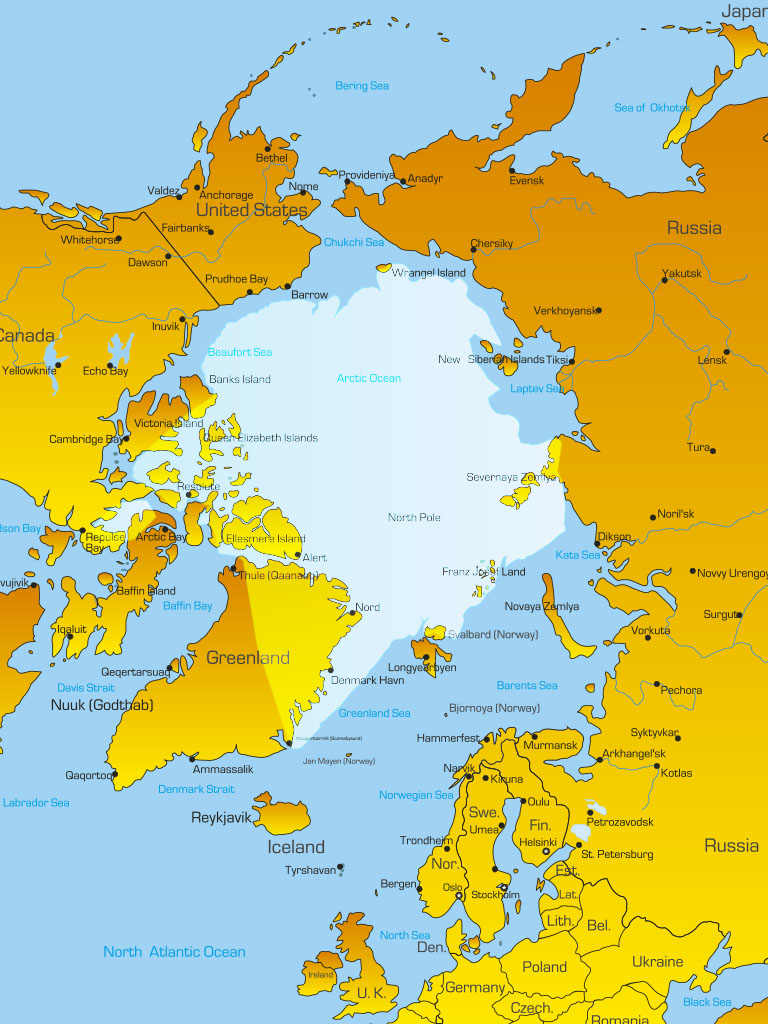 Japan
Bering Sea
Sea of Okhotsk
Bethel
Provideniya
Anadyr
Evensk
Valdez
Anchorage
Nome
United States
Russia
Fairbanks
Whitehorse
Chukchi Sea
Chersiky
Dawson
Wrangel Island
Yakutsk
Prudhoe Bay
Barrow
Verkhoyansk
Inuvik
Canada
Beaufort Sea
New Siberian Islands
Tiksi
Lensk
Yellowknife
Echo Bay
Arctic Ocean
Banks Island
Laptev Sea
Victoria Island
Cambridge Bay
Queen Elizabeth Islands
Tura
Severnaya Zemlya
Resolute
North Pole
Noril'sk
dson Bay
Repulse
Bay
Arctic Bay
Ellesmere Island
Dikson
Kata Sea
Alert
vujivik
Thule (Qaanaaq)
Franz Josef Land
Novvy Urengoy
Baffin Island
Baffin Bay
Nord
Novaya Zemlya
Surgut
Iqaluit
Svalbard (Norway)
Vorkuta
Greenland
Qeqertarsuaq
Longyearbyen
Denmark Havn
Davis Strait
Barents Sea
Pechora
Nuuk (Godthab)
Greenland Sea
Bjornoya (Norway)
Hammerfest
Murmansk
Syktyvkar
Arkhangel'sk
Jan Mayen (Norway)
Narvik
Kiruna
Kotlas
Qaqortoq
Ammassalik
Denmark Strait
Norwegian Sea
Labrador Sea
Oulu
Reykjavik
Swe.
Umea
Fin.
Petrozavodsk
Iceland
Trondheim
Helsinki
Russia
St. Petersburg
Tyrshavan
Nor.
Est.
Bergen
Oslo
Stockholm
Lat.
Lith.
Bel.
North Sea
Den.
North Atlantic Ocean
Ireland
Poland
Ukraine
U. K.
Germany
Czech.
Black Sea
Romania